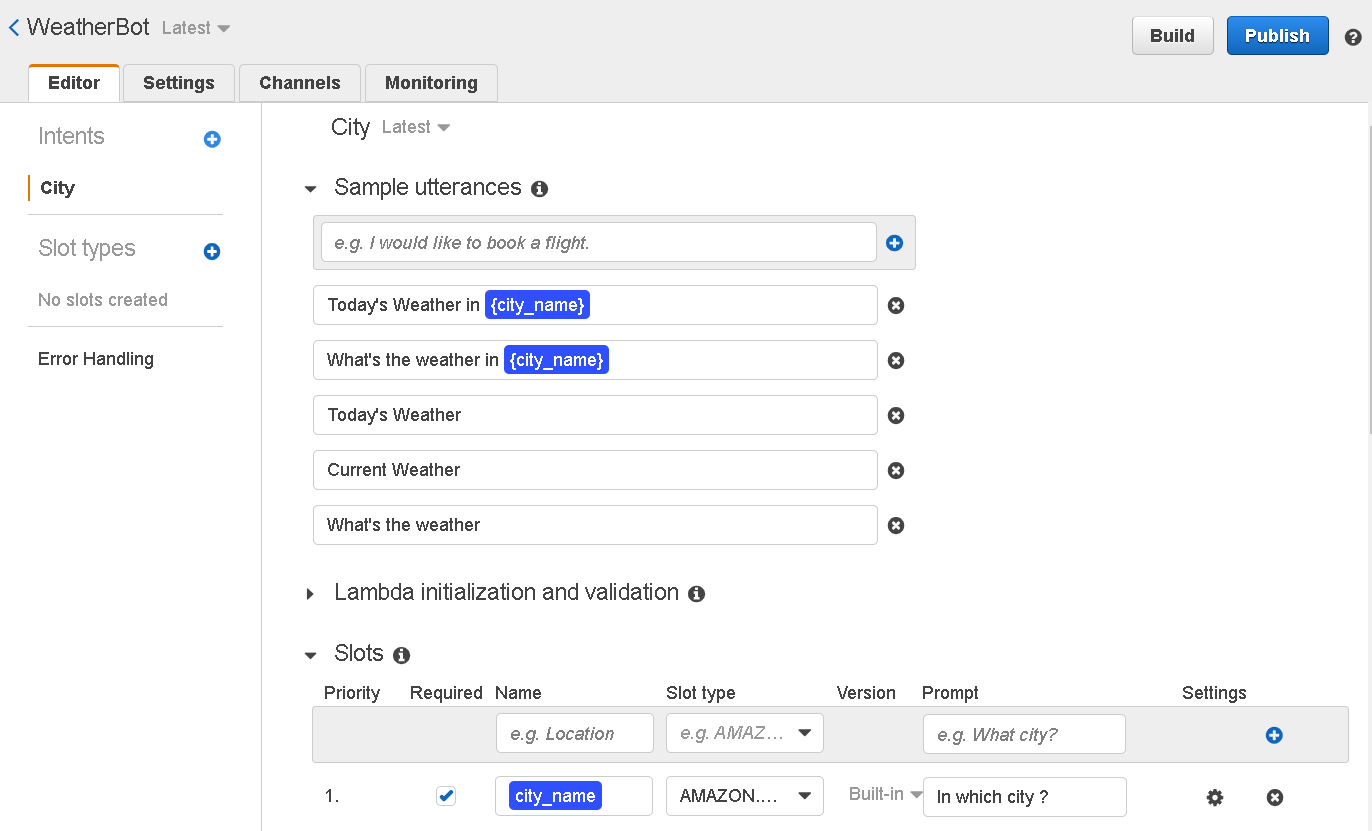 WeatherBot Latest
Build Publish
Editor Settings Channels Monitoring
Intents
City
Slot types
No slots created
Error Handling
City Latest
Sample utterances
e.g. I would like to book a flight.
Today's Weather in {city_name}
What's the weather in {city_name}
Today's Weather
Current Weather
What's the weather
Lambda initialization and validation
Slots
Priority Required Name Slot type Version Prompt Settings
e.g. Location e.g. AMAZ... e.g. What city?
1. city_name AMAZON.... Built-in In which city ?